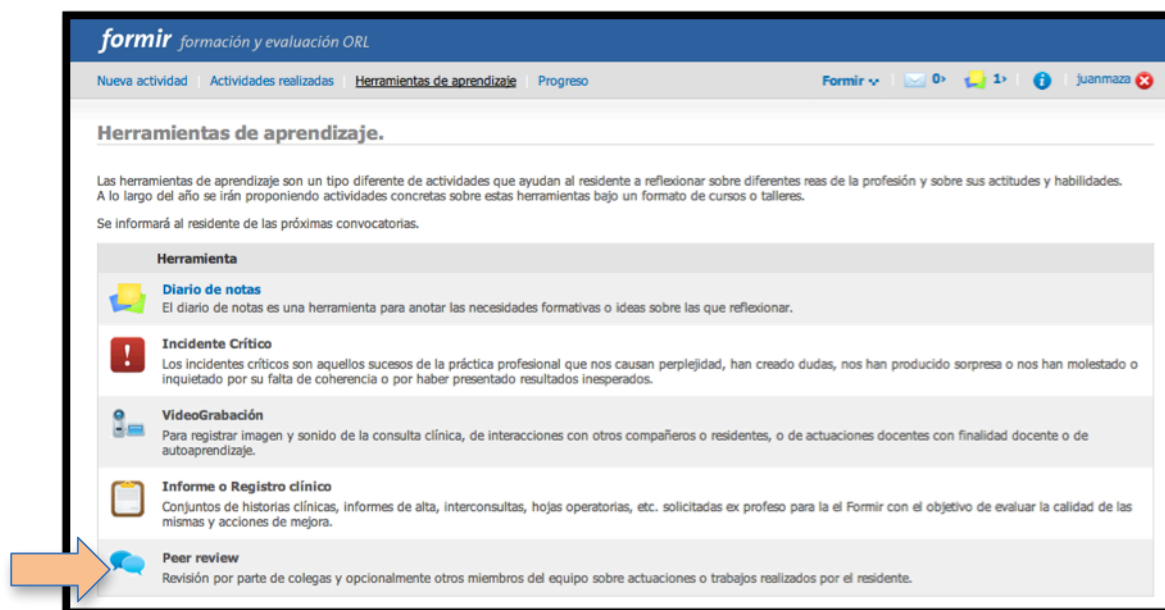 formir formación y evaluación ORL
Nueva actividad Actividades realizadas Herramientas de aprendizaje Progreso Formir 0 1 juanmaza
Herramientas de aprendizaje.
Las herramientas de aprendizaje son un tipo diferente de actividades que ayudan al residente a reflexionar sobre diferentes reas de la profesión y sobre sus actitudes y habilidades.
A lo largo del año se irán proponiendo actividades concretas sobre estas herramientas bajo un formato de cursos o talleres.
Se informará al residente de las próximas convocatorias.
Herramienta
Diario de notas
El diario de notas es una herramienta para anotar las necesidades formativas o ideas sobre las que reflexionar.
Incidente Crítico
Los incidentes críticos son aquellos sucesos de la práctica profesional que nos causan perplejidad, han creado dudas, nos han producido sorpresa o nos han molestado o
inquietado por su falta de coherencia o por haber presentado resultados inesperados.
VideoGrabación
Para registrar imagen y sonido de la consulta clínica, de interacciones con otros compañeros o residentes, o de actuaciones docentes con finalidad docente o de
autoaprendizaje.
Informe o Registro clínico
Conjuntos de historias clínicas, informes de alta, interconsultas, hojas operatorias, etc. solicitadas ex profeso para la el Formir con el objetivo de evaluar la calidad de las
mismas y acciones de mejora.
Peer review
Revisión por parte de colegas y opcionalmente otros miembros del equipo sobre actuaciones o trabajos realizados por el residente.